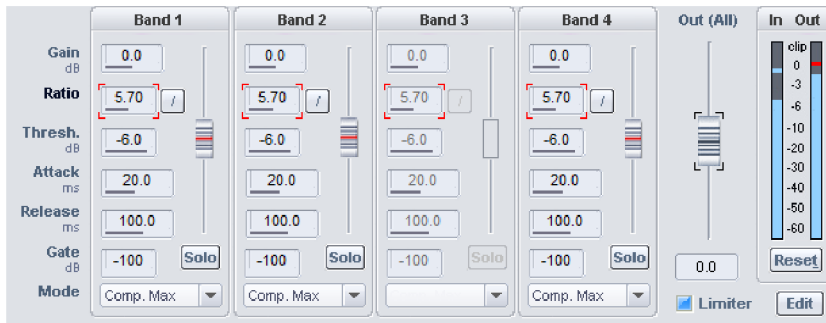 Band 1 Band 2 Band 3 Band 4 Out (All) In Out
Gain dB 0.0 0.0 0.0 0.0
Ratio 5.70 / 5.70 / 5.70 / 5.70 /
Thresh. dB -6.0 -6.0 -6.0 -6.0
Attack ms 20.0 20.0 20.0 20.0
Release ms 100.0 100.0 100.0 100.0
Gate dB -100 Solo -100 Solo -100 Solo -100 Solo
Mode Comp. Max Comp. Max Comp. Max
0.0
Limiter
clip
0
-3
-6
-10
-20
-30
-40
-50
-60
Reset
Edit